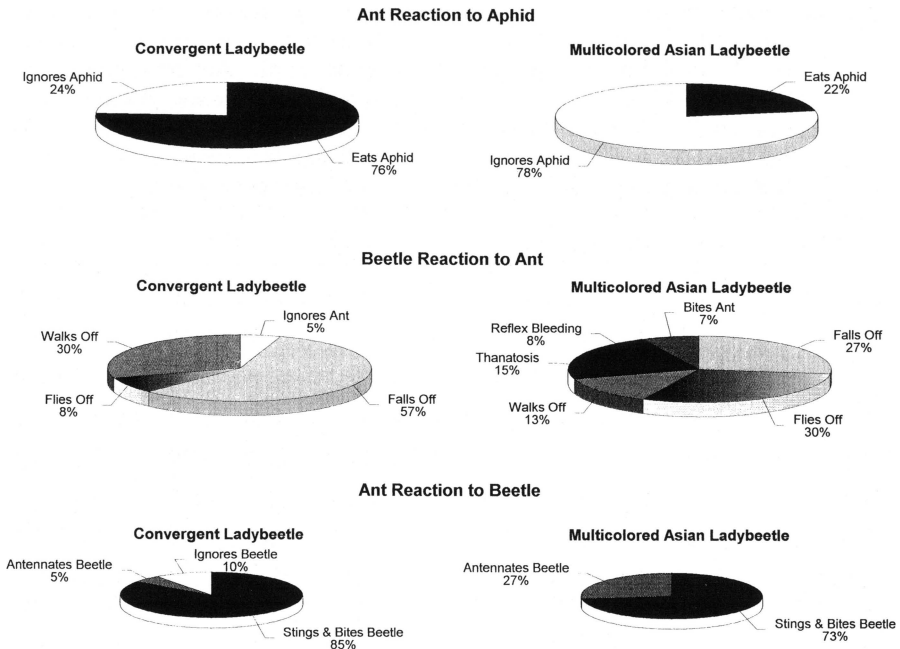 Ant Reaction to Aphid
Convergent Ladybeetle
Ignores Aphid
24%
Eats Aphid
76%
Multicolored Asian Ladybeetle
Eats Aphid
22%
Ignores Aphid
78%
Beetle Reaction to Ant
Convergent Ladybeetle
Ignores Ant
5%
Walks Off
30%
Flies Off
8%
Falls Off
57%
Multicolored Asian Ladybeetle
Bites Ant
7%
Reflex Bleeding
8%
Falls Off
27%
Thanatosis
15%
Walks Off
13%
Flies Off
30%
Ant Reaction to Beetle
Convergent Ladybeetle
Ignores Beetle
10%
Antennates Beetle
5%
Stings & Bites Beetle
85%
Multicolored Asian Ladybeetle
Antennates Beetle
27%
Stings & Bites Beetle
73%